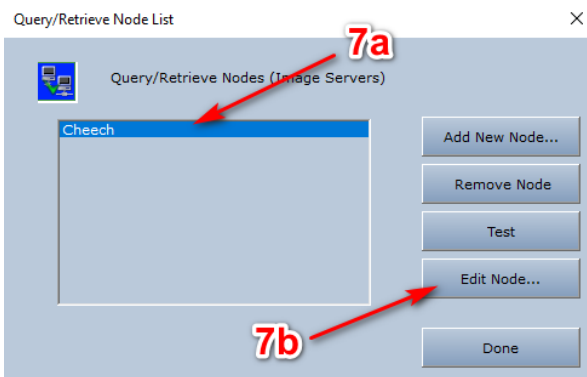 Query/Retrieve Node List
7a
Query/Retrieve Nodes (Image Servers)
Cheech
Add New Node...
Remove Node
Test
Edit Node...
7b
Done